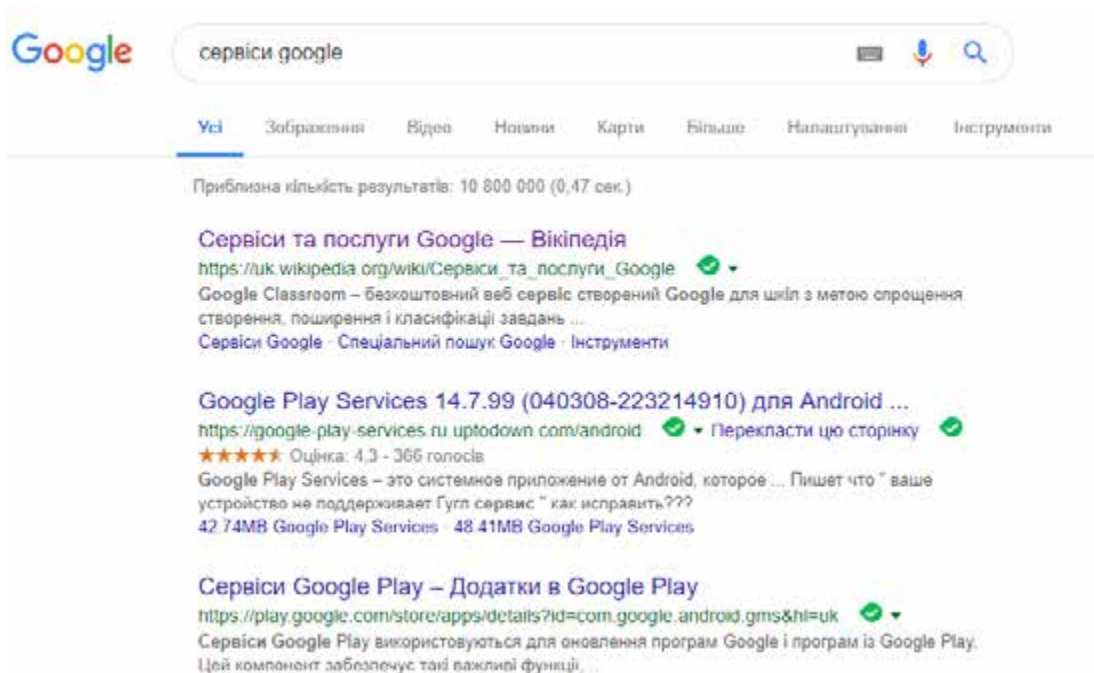 Google
сервіси google
Усі Зображення Відео Новини Карти Більше Налаштування Інструменти
Приблизна кількість результатів: 10 800 000 (0,47 сек.)
Сервіси та послуги Google — Вікіпедія
https://uk.wikipedia.org/wiki/Сервіси_та_послуги_Google
Google Classroom – безкоштовний веб сервіс створений Google для шкіл з метою спрощення
створення, поширення і класифікації завдань ...
Сервіси Google · Спеціальний пошук Google · Інструменти
Google Play Services 14.7.99 (040308-223214910) для Android ...
https://google-play-services.ru.uptodown.com/android Перекласти цю сторінку
Оцінка: 4,3 - 366 голосів
Google Play Services – это системное приложение от Android, которое ... Пишет что " ваше
устройство не поддерживает Гугл сервис " как исправить???
42.74MB Google Play Services · 48.41MB Google Play Services
Сервіси Google Play – Додатки в Google Play
https://play.google.com/store/apps/details?id=com.google.android.gms&hl=uk
Сервіси Google Play використовуються для оновлення програм Google і програм із Google Play.
Цей компонент забезпечує такі важливі функції,